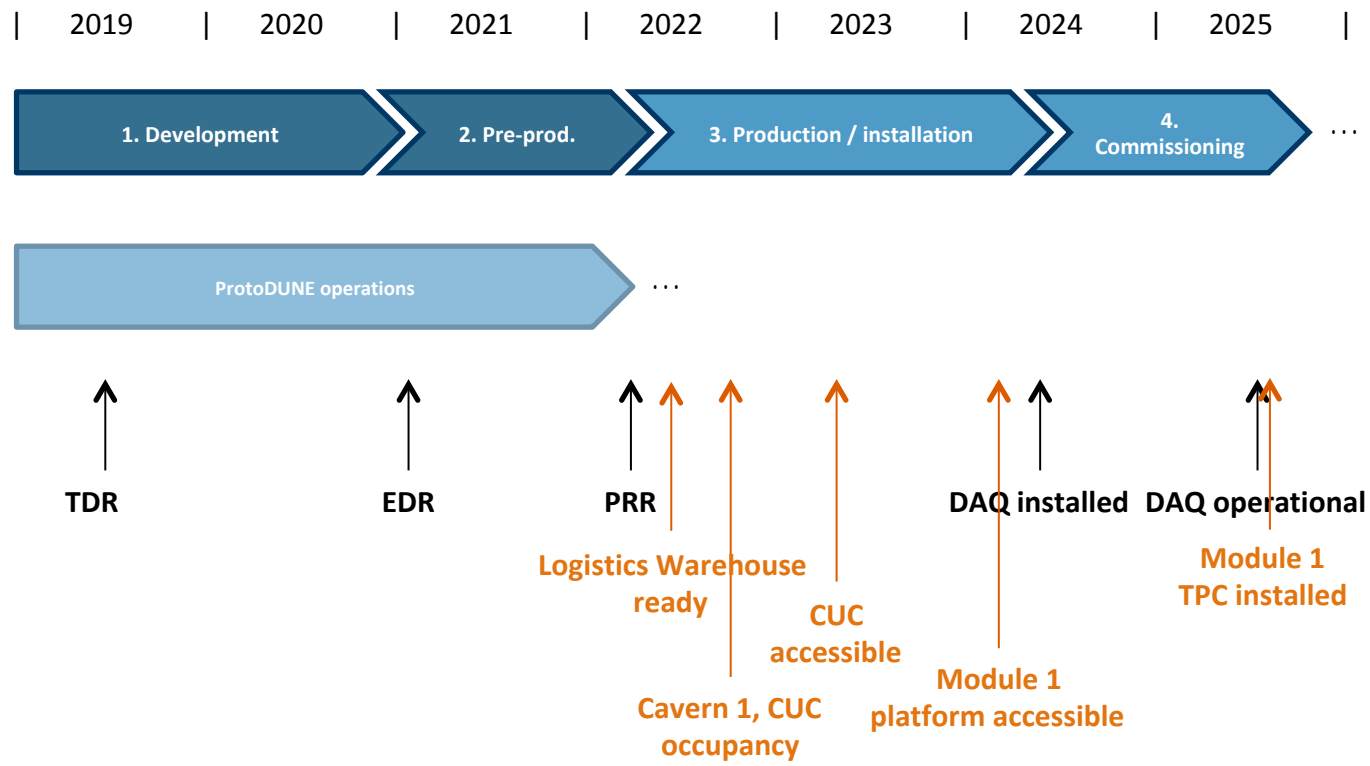 | 2019 | 2020 | 2021 | 2022 | 2023 | 2024 | 2025 |
1. Development
2. Pre-prod.
3. Production / installation
4.
Commissioning
...
ProtoDUNE operations
...
TDR
EDR
PRR
DAQ installed
DAQ operational
Logistics Warehouse
ready
Module 1
TPC installed
CUC
accessible
Module 1
platform accessible
Cavern 1, CUC
occupancy